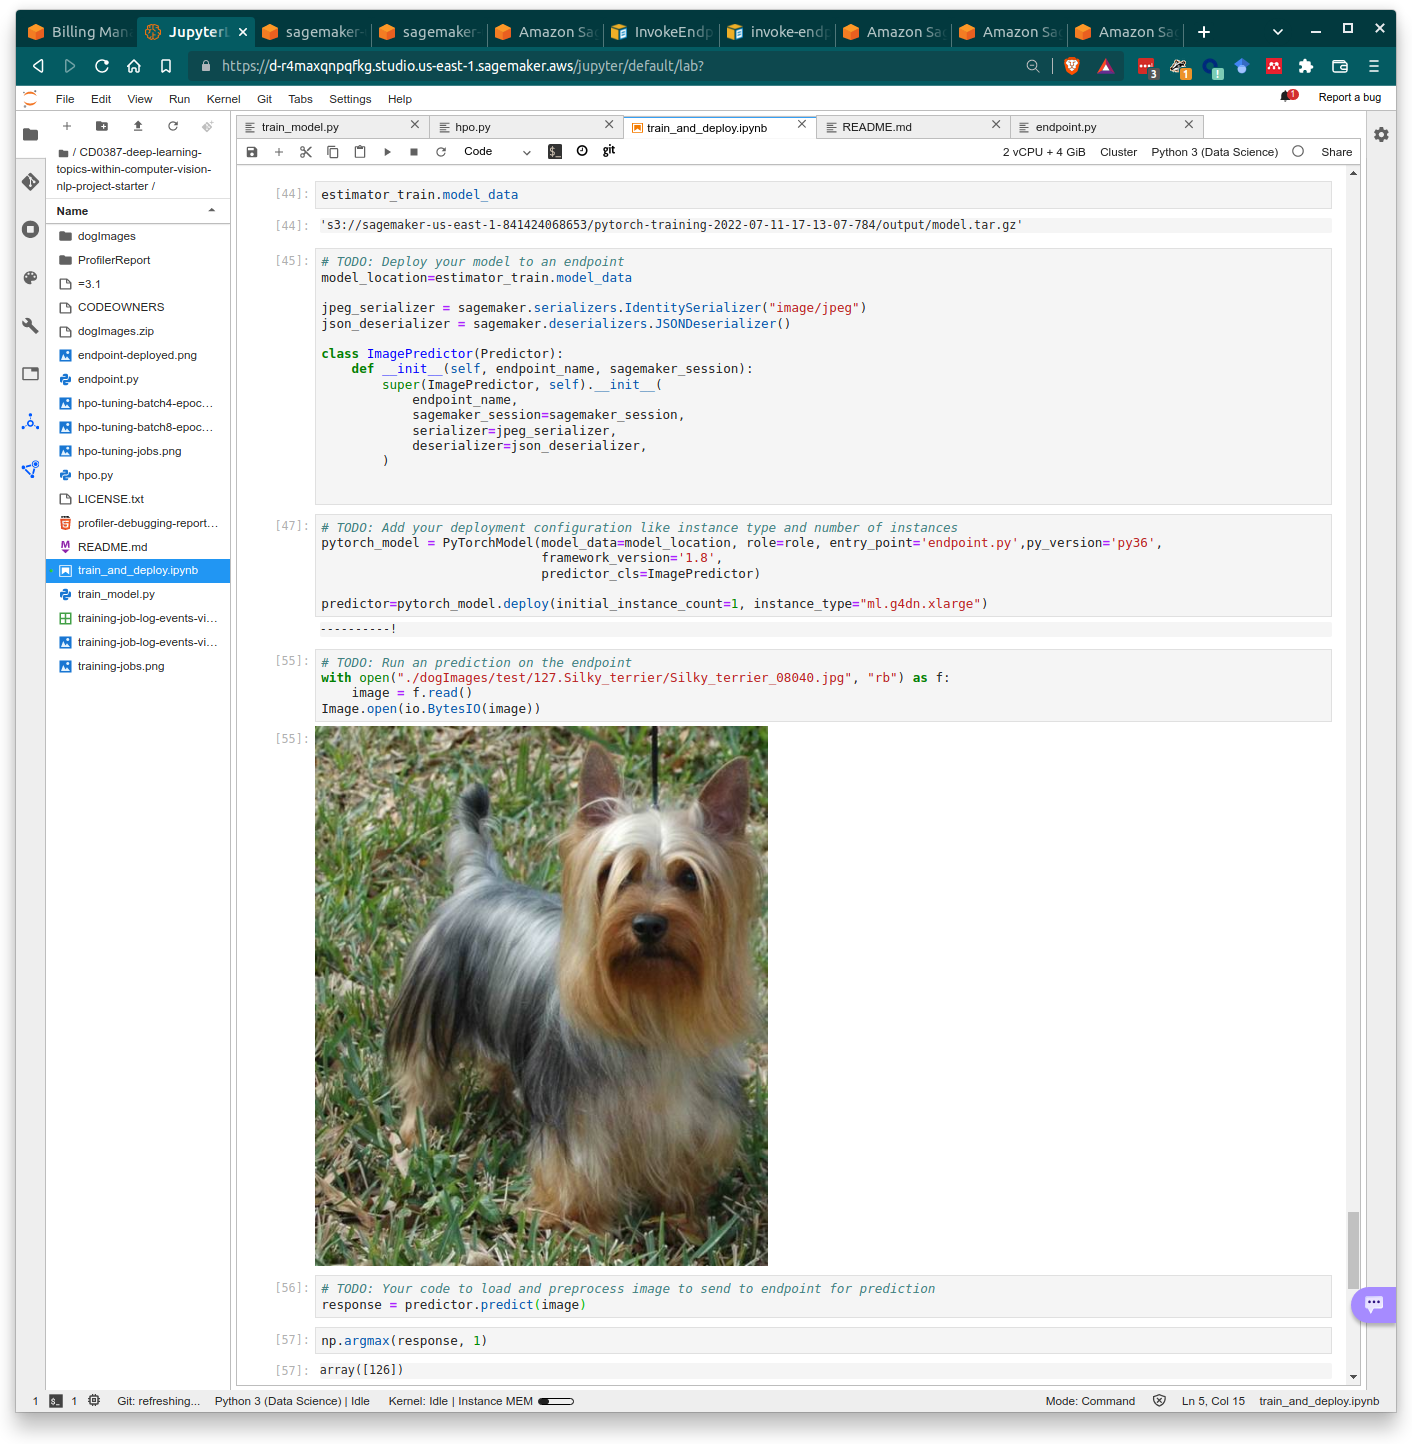 Billing Man
JupyterL
sagemaker-
sagemaker-
Amazon Sa
InvokeEndp
invoke-endp
Amazon Sa
Amazon Sa
Amazon Sa
https://d-r4maxqnpqfkg.studio.us-east-1.sagemaker.aws/jupyter/default/lab?
3
1
!
File Edit View Run Kernel Git Tabs Settings Help
1
Report a bug
/ CD0387-deep-learning-
topics-within-computer-vision-
nlp-project-starter /
Name
dogImages
ProfilerReport
=3.1
CODEOWNERS
dogImages.zip
endpoint-deployed.png
endpoint.py
hpo-tuning-batch4-epoc...
hpo-tuning-batch8-epoc...
hpo-tuning-jobs.png
hpo.py
LICENSE.txt
profiler-debugging-report...
README.md
train_and_deploy.ipynb
train_model.py
training-job-log-events-vi...
training-job-log-events-vi...
training-jobs.png
train_model.py
hpo.py
train_and_deploy.ipynb
README.md
endpoint.py
Code
git
2 vCPU + 4 GiB Cluster Python 3 (Data Science) Share
[44]: estimator_train.model_data
[44]: 's3://sagemaker-us-east-1-841424068653/pytorch-training-2022-07-11-17-13-07-784/output/model.tar.gz'
[45]: # TODO: Deploy your model to an endpoint
model_location=estimator_train.model_data
jpeg_serializer = sagemaker.serializers.IdentitySerializer("image/jpeg")
json_deserializer = sagemaker.deserializers.JSONDeserializer()
class ImagePredictor(Predictor):
def __init__(self, endpoint_name, sagemaker_session):
super(ImagePredictor, self).__init__(
endpoint_name,
sagemaker_session=sagemaker_session,
serializer=jpeg_serializer,
deserializer=json_deserializer,
)
[47]: # TODO: Add your deployment configuration like instance type and number of instances
pytorch_model = PyTorchModel(model_data=model_location, role=role, entry_point='endpoint.py',py_version='py36',
framework_version='1.8',
predictor_cls=ImagePredictor)
predictor=pytorch_model.deploy(initial_instance_count=1, instance_type="ml.g4dn.xlarge")
----------!
[55]: # TODO: Run an prediction on the endpoint
with open("./dogImages/test/127.Silky_terrier/Silky_terrier_08040.jpg", "rb") as f:
image = f.read()
Image.open(io.BytesIO(image))
[55]:
[56]: # TODO: Your code to load and preprocess image to send to endpoint for prediction
response = predictor.predict(image)
[57]: np.argmax(response, 1)
[57]: array([126])
1 $_ 1 Git: refreshing... Python 3 (Data Science) | Idle Kernel: Idle | Instance MEM Mode: Command Ln 5, Col 15 train_and_deploy.ipynb